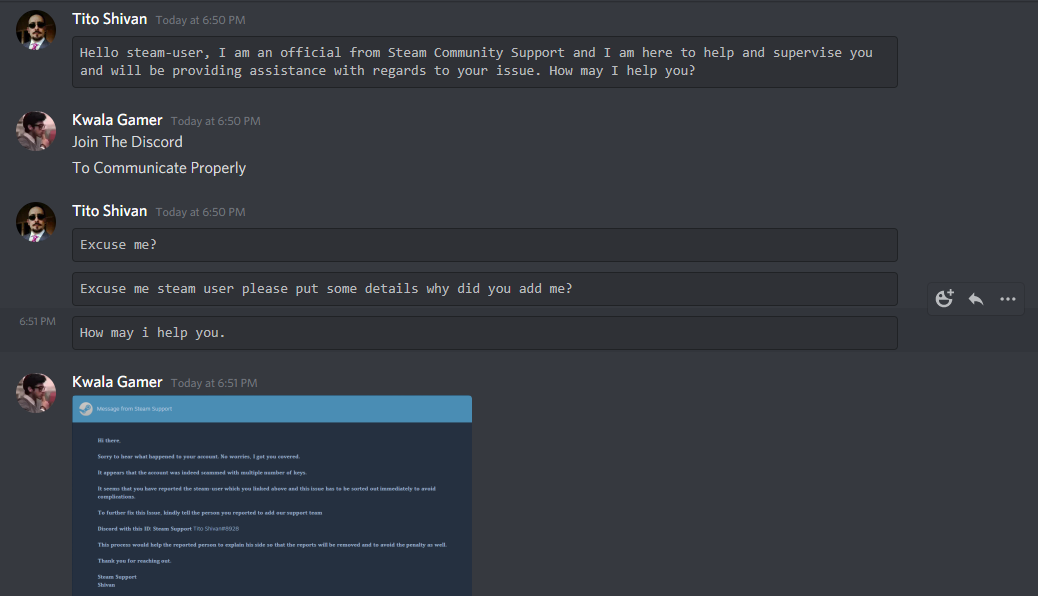 Tito Shivan Today at 6:50 PM
Hello steam-user, I am an official from Steam Community Support and I am here to help and supervise you
and will be providing assistance with regards to your issue. How may I help you?
Kwala Gamer Today at 6:50 PM
Join The Discord
To Communicate Properly
Tito Shivan Today at 6:50 PM
Excuse me?
Excuse me steam user please put some details why did you add me?
6:51 PM
How may i help you.
Kwala Gamer Today at 6:51 PM
Message from Steam Support
Hi there,
Sorry to hear what happened to your account. No worries, I got you covered.
It appears that the account was indeed scammed with multiple number of keys.
It seems that you have reported the steam-user which you linked above and this issue has to be sorted out immediately to avoid
complications.
To further fix this issue, kindly tell the person you reported to add our support team
Discord with this ID: Steam Support Tito Shivan#8928
This process would help the reported person to explain his side so that the reports will be removed and to avoid the penalty as well.
Thank you for reaching out.
Steam Support
Shivan